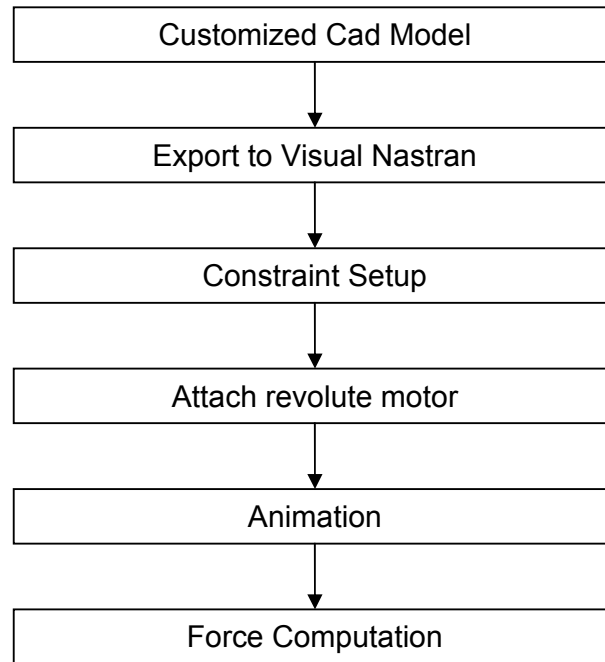 Customized Cad Model
Export to Visual Nastran
Constraint Setup
Attach revolute motor
Animation
Force Computation